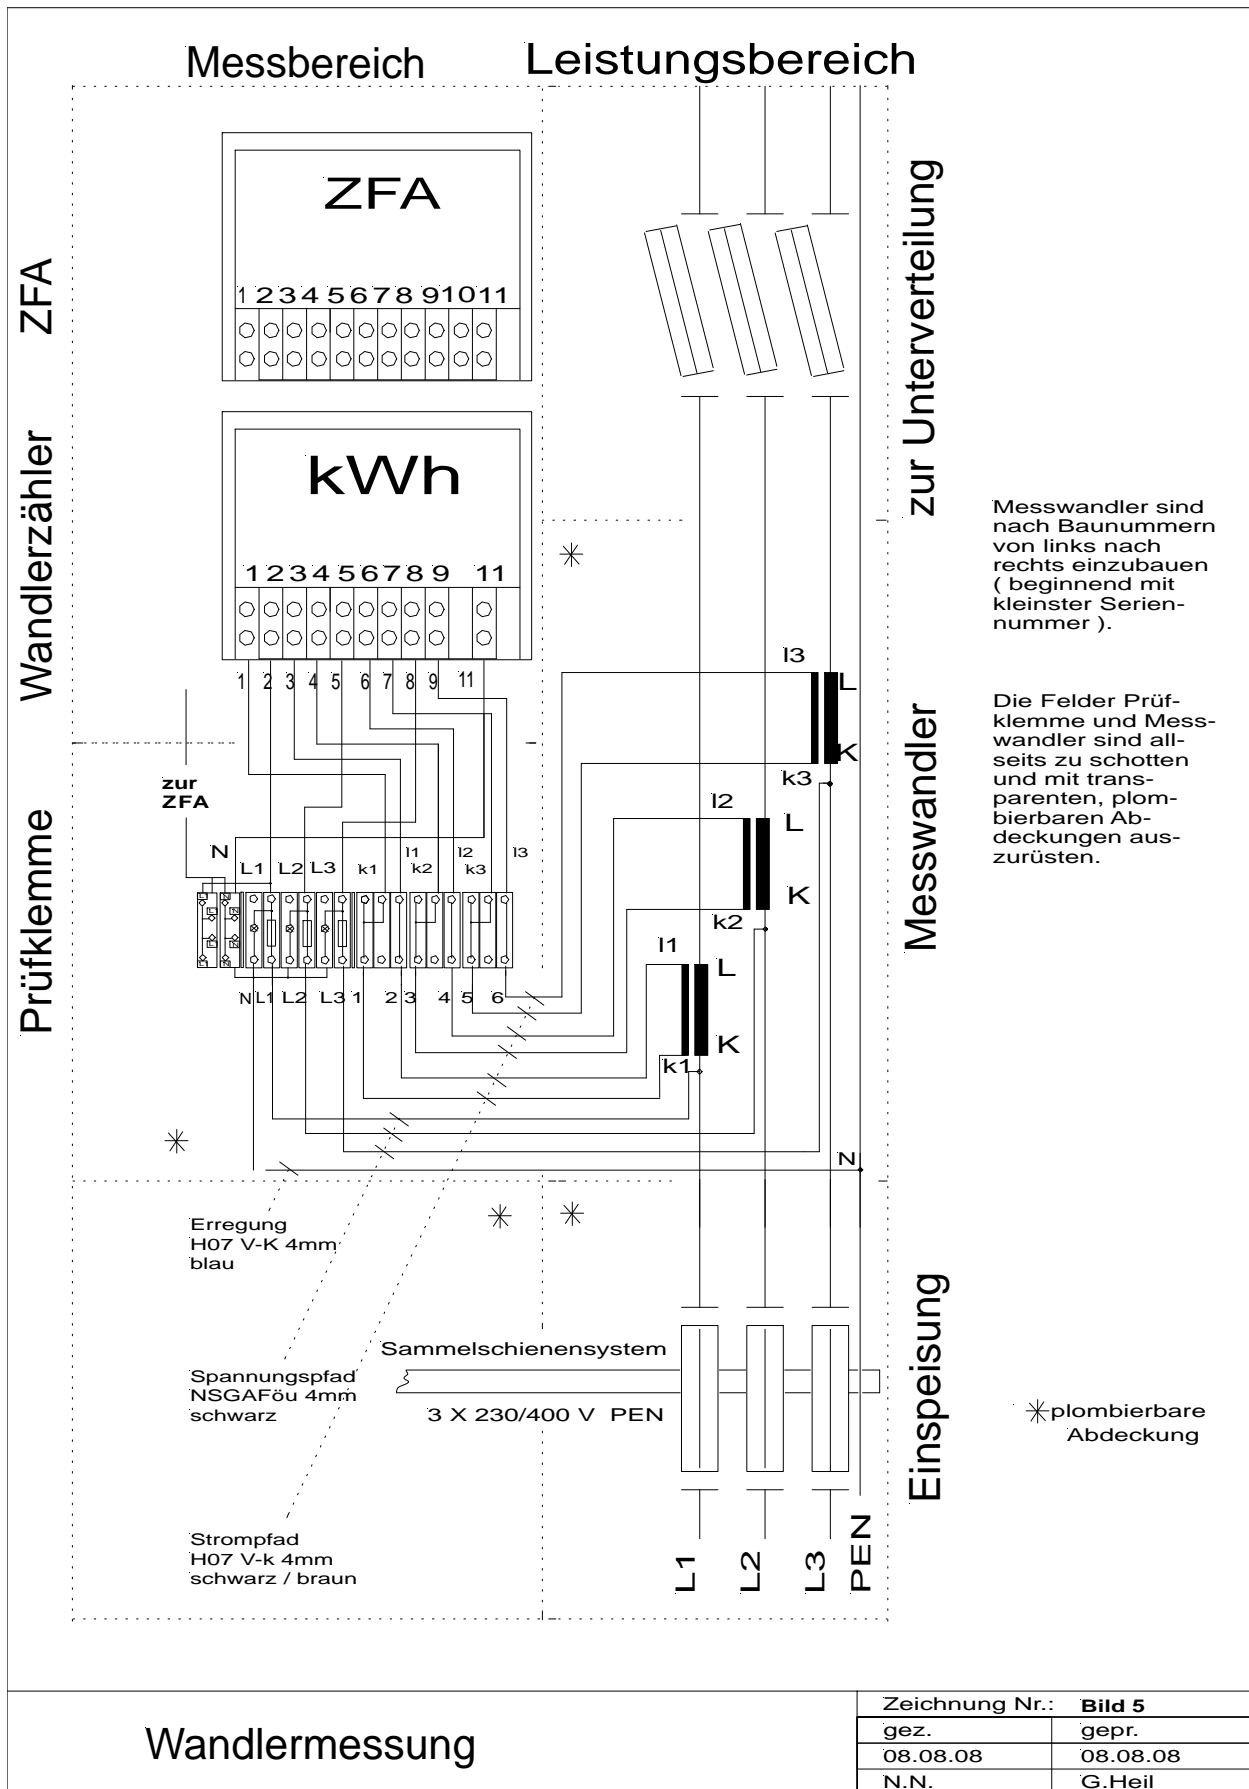 Messbereich
Leistungsbereich
ZFA
ZFA
1 2 3 4 5 6 7 8 9 10 11
zur Unterverteilung
Wandlerzähler
kWh
1 2 3 4 5 6 7 8 9 11
1 2 3 4 5 6 7 8 9 11
Messwandler sind
nach Baunummern
von links nach
rechts einzubauen
( beginnend mit
kleinster Serien-
nummer ).
Die Felder Prüf-
klemme und Mess-
wandler sind all-
seits zu schotten
und mit trans-
parenten, plom-
bierbaren Ab-
deckungen aus-
zurüsten.
Messwandler
l3
L
K
k3
l2
L
K
k2
l1
L
K
k1
Prüfklemme
zur
ZFA
N L1 L2 L3 k1 l1 k2 l2 k3 l3
N L1 L2 L3 1 2 3 4 5 6
N
Erregung
H07 V-K 4mm
blau
Spannungspfad
NSGAFöu 4mm
schwarz
Strompfad
H07 V-k 4mm
schwarz / braun
Sammelschienensystem
3 X 230/400 V PEN
Einspeisung
L1 L2 L3 PEN
plombierbare
Abdeckung
Wandlermessung
Zeichnung Nr.: Bild 5
gez. gepr.
08.08.08 08.08.08
N.N. G.Heil